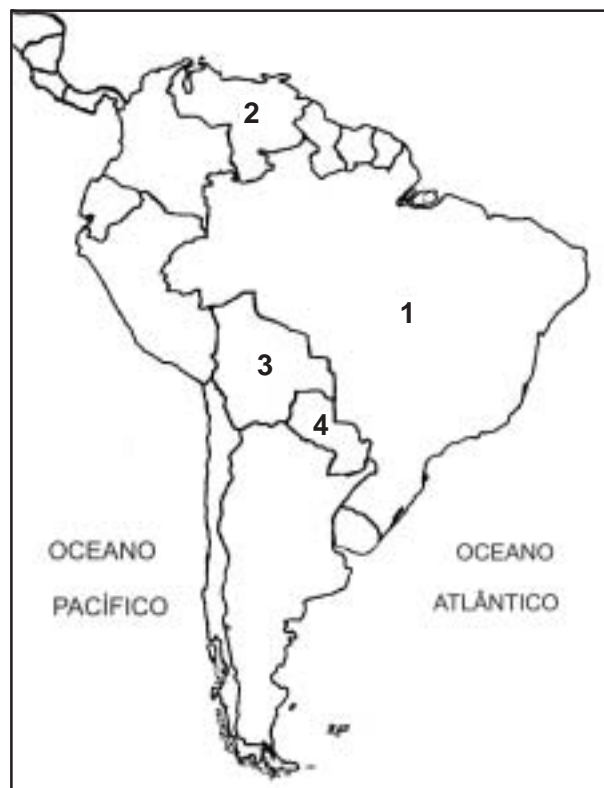 2
1
3
4
OCEANO
PACÍFICO
OCEANO
ATLÂNTICO